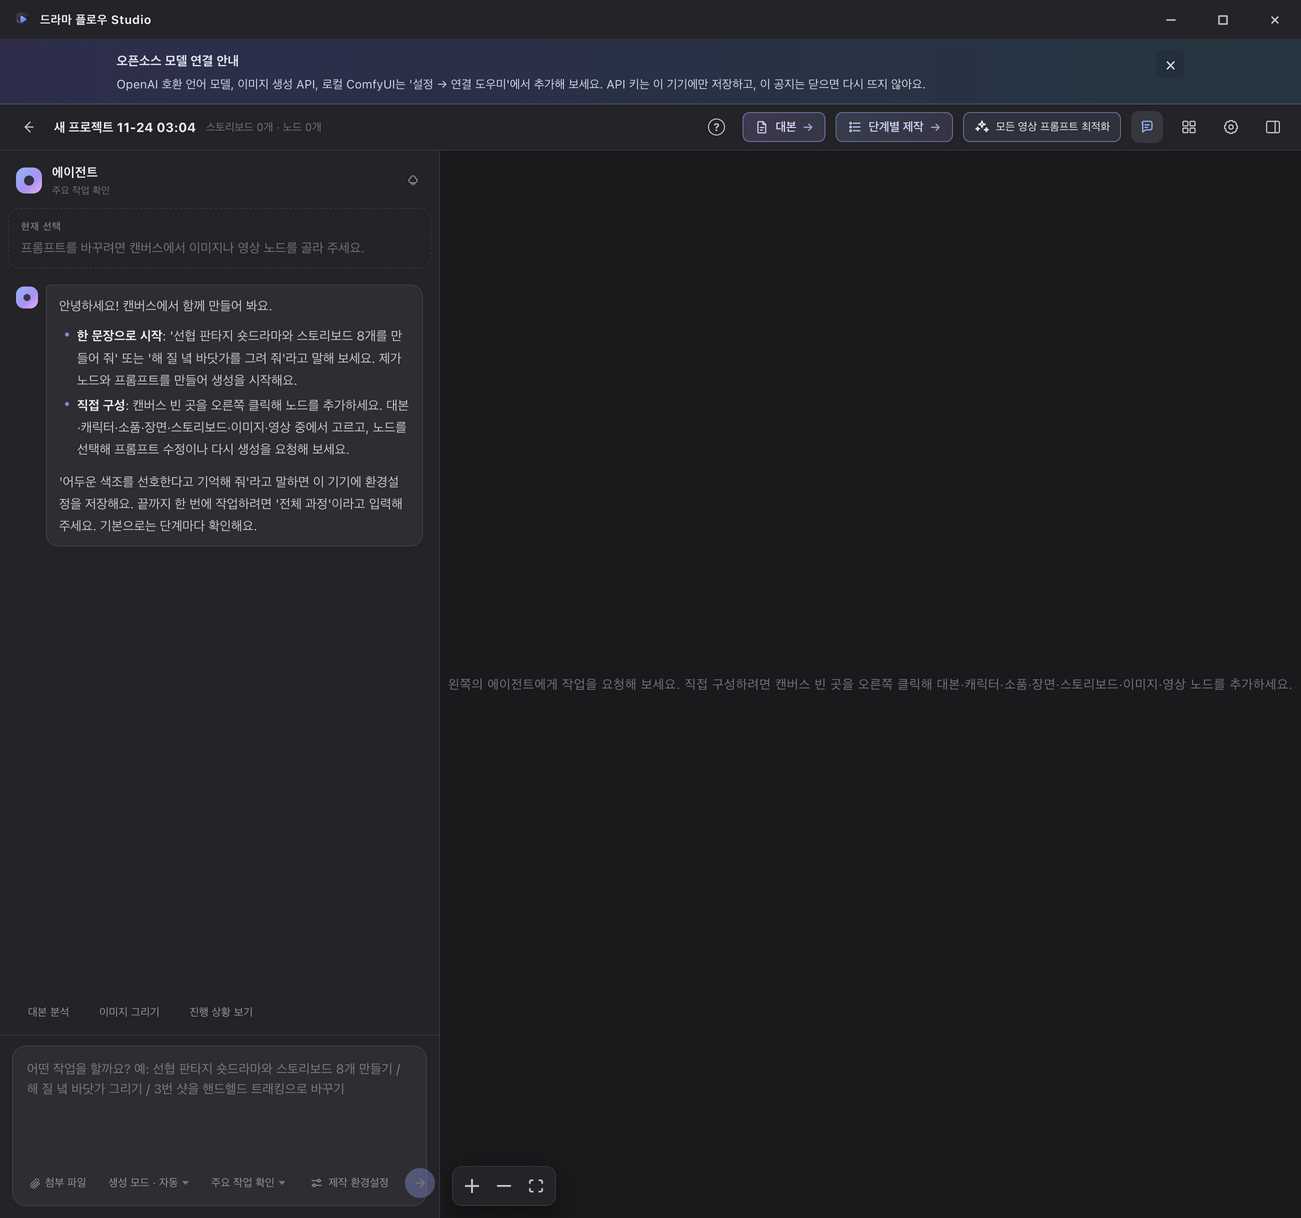 드라마 플로우 Studio
오픈소스 모델 연결 안내
OpenAI 호환 언어 모델, 이미지 생성 API, 로컬 ComfyUI는 '설정 → 연결 도우미'에서 추가해 보세요. API 키는 이 기기에만 저장하고, 이 공지는 닫으면 다시 뜨지 않아요.
새 프로젝트 11-24 03:04 스토리보드 0개 · 노드 0개
대본 →
단계별 제작 →
모든 영상 프롬프트 최적화
에이전트
주요 작업 확인
현재 선택
프롬프트를 바꾸려면 캔버스에서 이미지나 영상 노드를 골라 주세요.
안녕하세요! 캔버스에서 함께 만들어 봐요.
• 한 문장으로 시작: '선협 판타지 숏드라마와 스토리보드 8개를 만
들어 줘' 또는 '해 질 녘 바닷가를 그려 줘'라고 말해 보세요. 제가
노드와 프롬프트를 만들어 생성을 시작해요.
• 직접 구성: 캔버스 빈 곳을 오른쪽 클릭해 노드를 추가하세요. 대본
·캐릭터·소품·장면·스토리보드·이미지·영상 중에서 고르고, 노드를
선택해 프롬프트 수정이나 다시 생성을 요청해 보세요.
'어두운 색조를 선호한다고 기억해 줘'라고 말하면 이 기기에 환경설
정을 저장해요. 끝까지 한 번에 작업하려면 '전체 과정'이라고 입력해
주세요. 기본으로는 단계마다 확인해요.
왼쪽의 에이전트에게 작업을 요청해 보세요. 직접 구성하려면 캔버스 빈 곳을 오른쪽 클릭해 대본·캐릭터·소품·장면·스토리보드·이미지·영상 노드를 추가하세요.
대본 분석 이미지 그리기 진행 상황 보기
어떤 작업을 할까요? 예: 선협 판타지 숏드라마와 스토리보드 8개 만들기 /
해 질 녘 바닷가 그리기 / 3번 샷을 핸드헬드 트래킹으로 바꾸기
첨부 파일 생성 모드 · 자동 주요 작업 확인 제작 환경설정